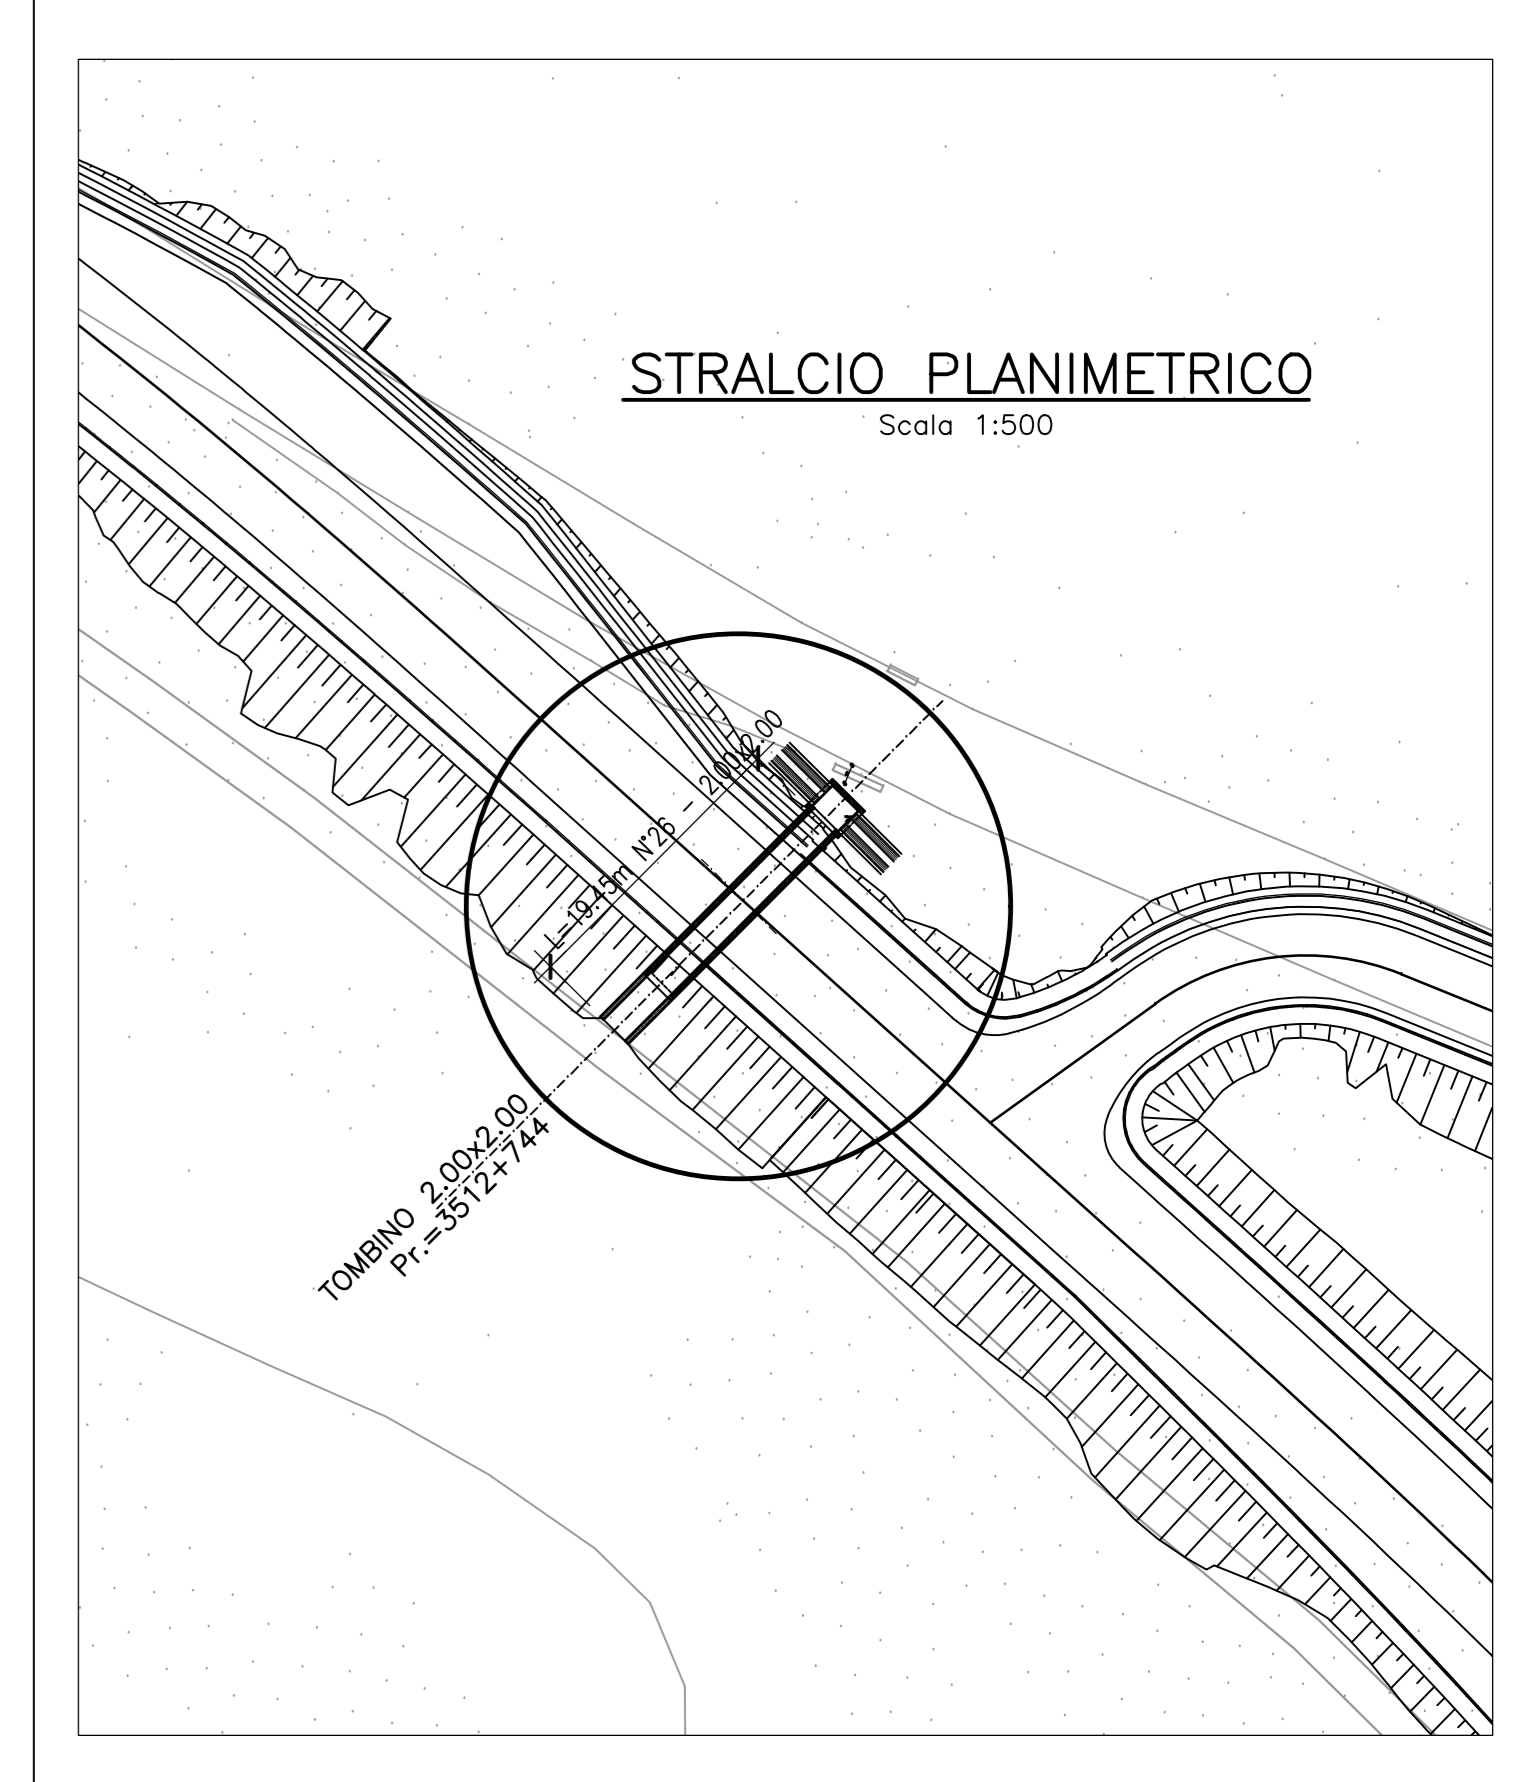 STRALCIO PLANIMETRICO
Scala 1:500
L=19.45m N°26 - 2.00x2.00
TOMBINO 2.00x2.00
Pr.=3512+744